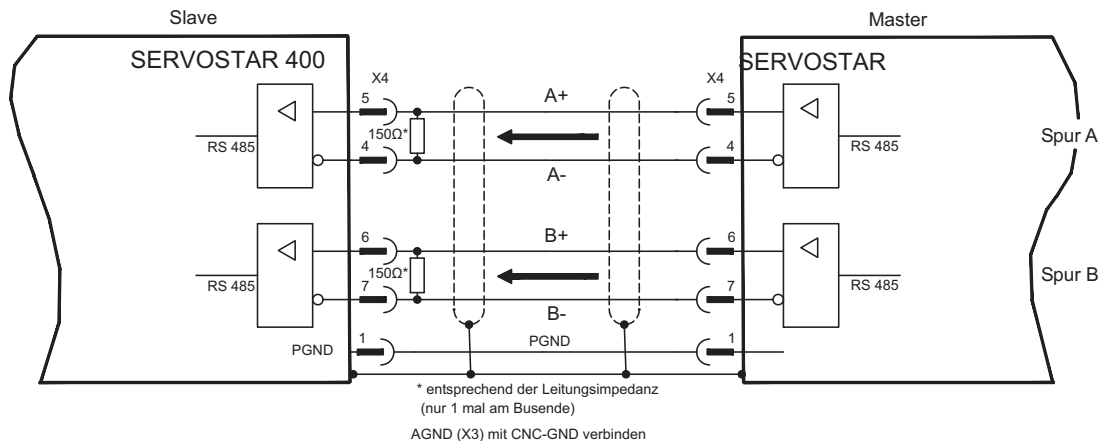 Slave
Master
SERVOSTAR 400
SERVOSTAR
X4
X4
5
A+
5
150Ω*
Spur A
RS 485
RS 485
4
A-
4
6
B+
6
150Ω*
Spur B
RS 485
RS 485
7
B-
7
PGND
1
PGND
1
* entsprechend der Leitungsimpedanz
(nur 1 mal am Busende)
AGND (X3) mit CNC-GND verbinden